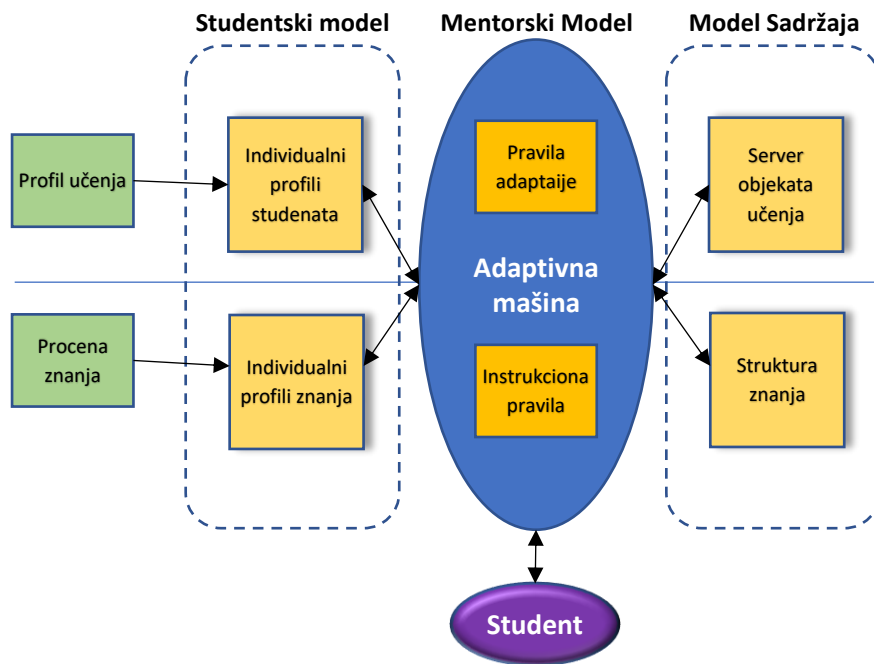 Studentski model
Mentorski Model
Model Sadržaja
Profil učenja
Individualni
profili
studenata
Pravila
adaptaije
Server
objekata
učenja
Adaptivna
mašina
Procena
znanja
Individualni
profili znanja
Instrukciona
pravila
Struktura
znanja
Student